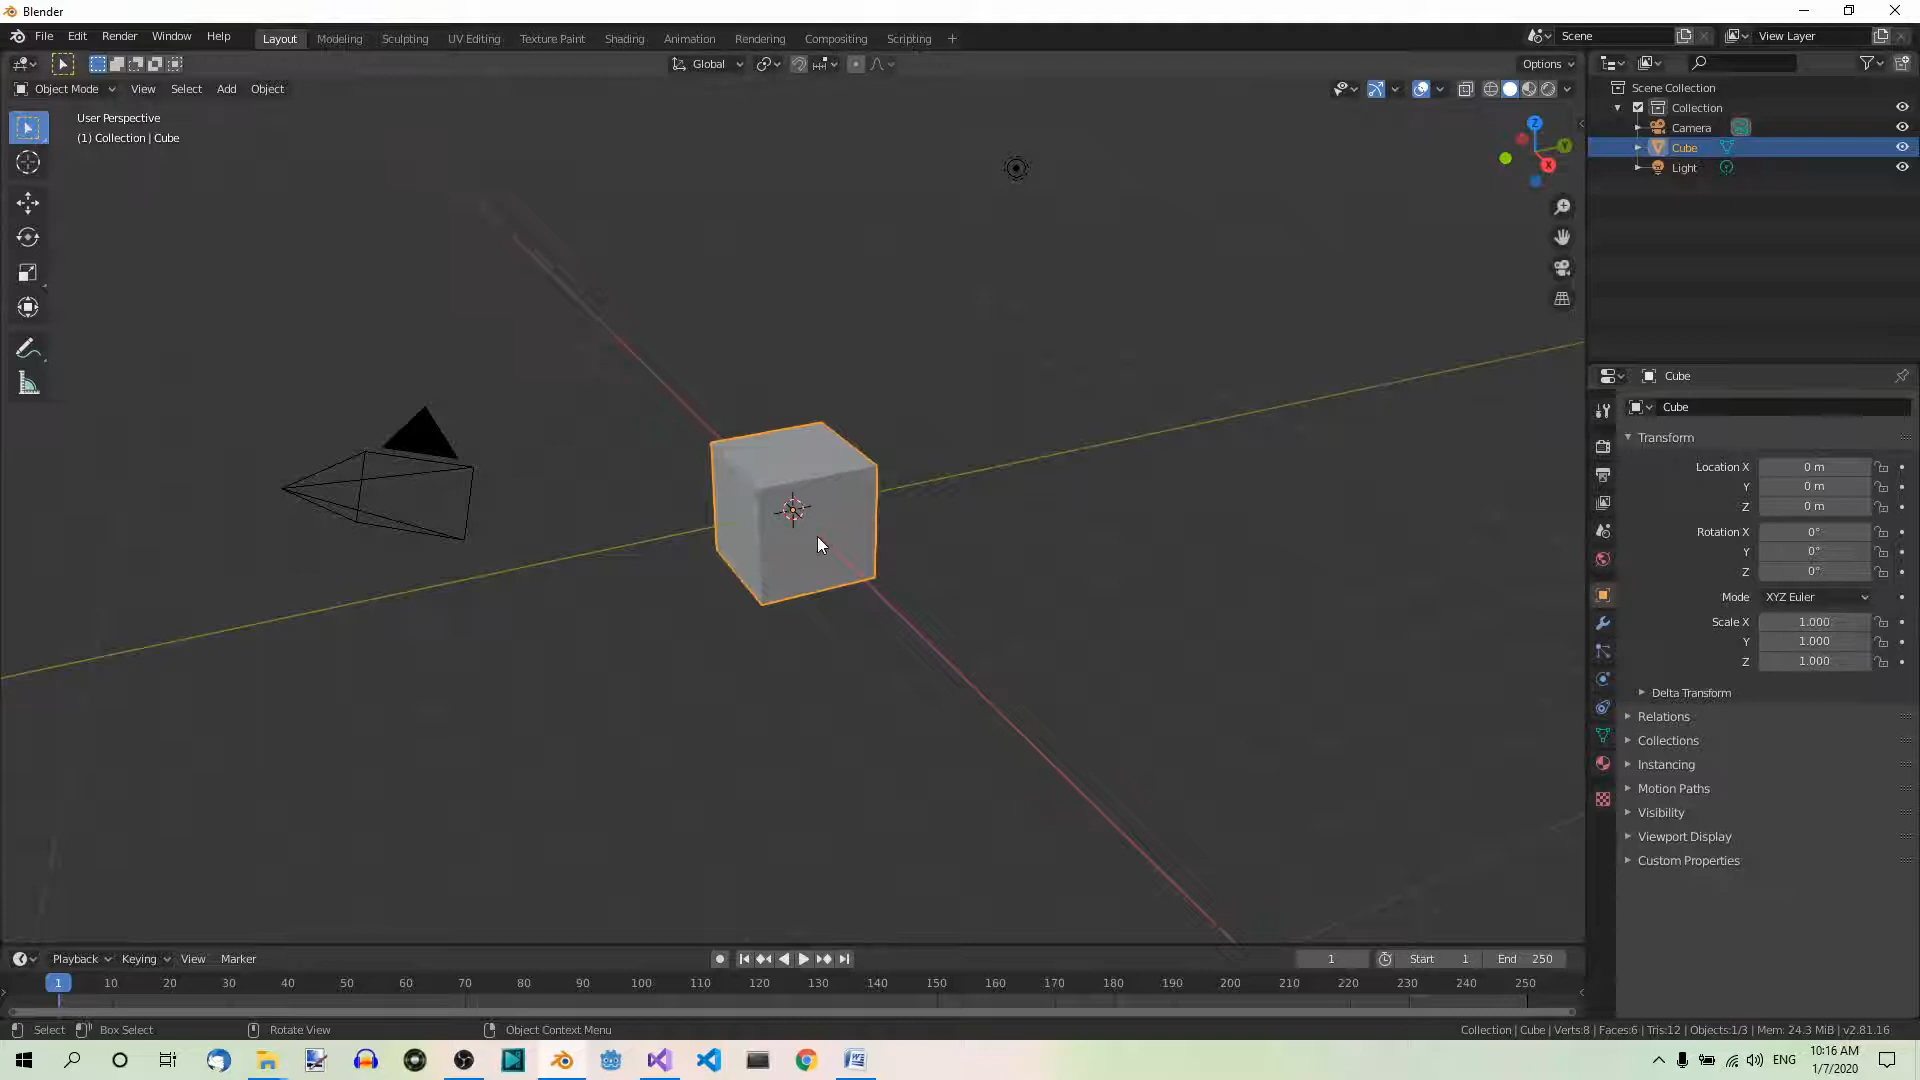 Blender
File Edit Render Window Help
Layout Modeling Sculpting UV Editing Texture Paint Shading Animation Rendering Compositing Scripting +
Scene
View Layer
Global
Options
Object Mode View Select Add Object
User Perspective
(1) Collection | Cube
Z
Y
X
Scene Collection
Collection
Camera
Cube
Light
Cube
Cube
Transform
Location X 0 m
Y 0 m
Z 0 m
Rotation X 0°
Y 0°
Z 0°
Mode XYZ Euler
Scale X 1.000
Y 1.000
Z 1.000
Delta Transform
Relations
Collections
Instancing
Motion Paths
Visibility
Viewport Display
Custom Properties
Playback Keying View Marker
1 Start 1 End 250
1 10 20 30 40 50 60 70 80 90 100 110 120 130 140 150 160 170 180 190 200 210 220 230 240 250
Select Box Select Rotate View Object Context Menu
Collection | Cube | Verts:8 | Faces:6 | Tris:12 | Objects:1/3 | Mem: 24.3 MiB | v2.81.16
ENG
10:16 AM
1/7/2020